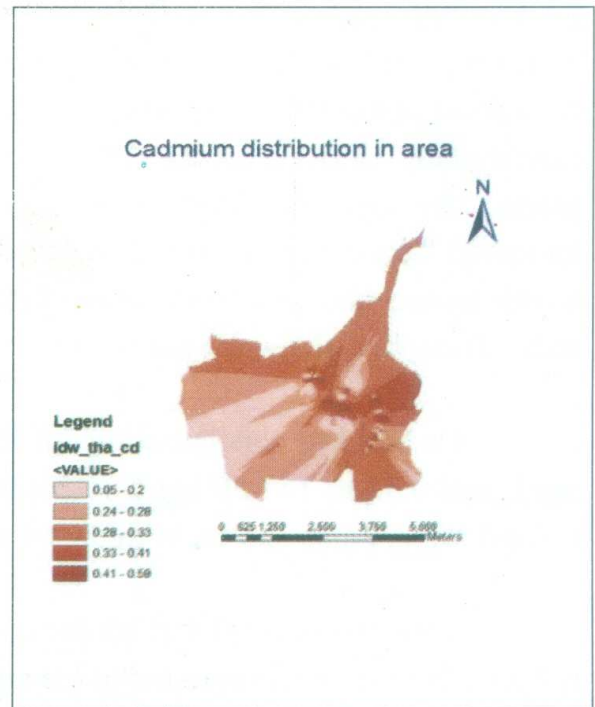 Cadmium distribution in area
N
Legend
idw_tha_cd
<VALUE>
0.05 - 0.2
0.24 - 0.28
0.28 - 0.33
0.33 - 0.41
0.41 - 0.59
0 625 1,250 2,500 3,750 5,000
Meters